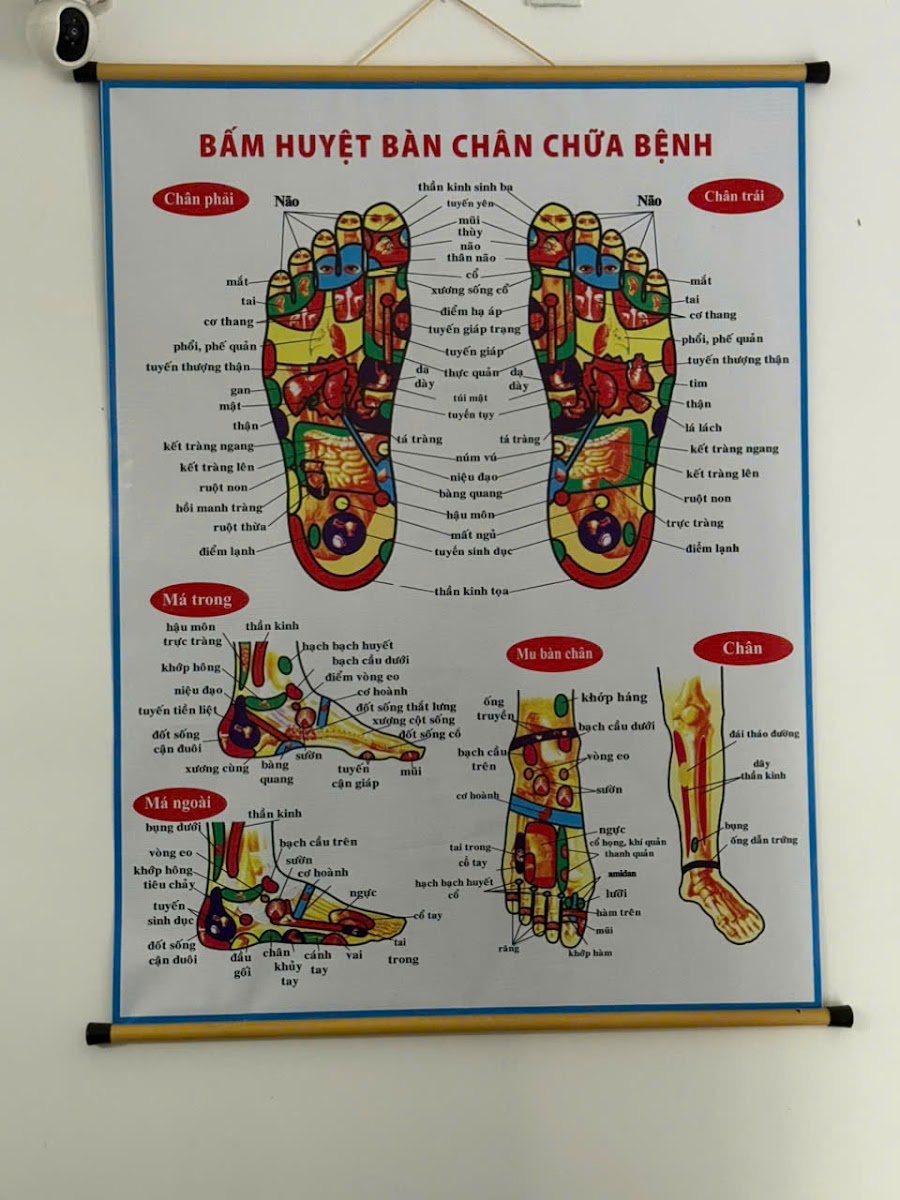 BẤM HUYỆT BÀN CHÂN CHỮA BỆNH
Chân phải
Não
mắt
tai
cơ thang
phổi, phế quản
tuyến thượng thận
gan
mật
thận
kết tràng ngang
kết tràng lên
ruột non
hồi manh tràng
ruột thừa
điểm lạnh
thần kinh sinh ba
tuyến yên
mũi
thùy
não
thân não
cổ
xương sống cổ
điểm hạ áp
tuyến giáp trạng
tuyến giáp
dạ
dày
thực quản
dạ
dày
túi mật
tuyến tụy
tá tràng
tá tràng
núm vú
niệu đạo
bàng quang
hậu môn
mất ngủ
tuyến sinh dục
thần kinh tọa
Chân trái
Não
mắt
tai
cơ thang
phổi, phế quản
tuyến thượng thận
tim
thận
lá lách
kết tràng ngang
kết tràng lên
ruột non
trực tràng
điểm lạnh
Má trong
hậu môn
trực tràng
thần kinh
khớp hông
niệu đạo
tuyến tiền liệt
đốt sống
cận đuôi
xương cùng
bàng
quang
sườn
tuyến
cận giáp
mũi
hạch bạch huyết
bạch cầu dưới
điểm vòng eo
cơ hoành
đốt sống thắt lưng
xương cột sống
đốt sống cổ
Má ngoài
thần kinh
bụng dưới
vòng eo
khớp hông
tiêu chảy
tuyến
sinh dục
đốt sống
cận đuôi
đầu
gối
chân
khủy
tay
cánh
tay
vai
tai
trong
bạch cầu trên
sườn
cơ hoành
ngực
cổ tay
Mu bàn chân
ống
truyền
bạch cầu
trên
cơ hoành
tai trong
cổ tay
hạch bạch huyết
cổ
răng
khớp háng
bạch cầu dưới
vòng eo
sườn
ngực
cổ họng, khí quản
thanh quản
amidan
lưỡi
hàm trên
mũi
khớp hàm
Chân
đái tháo đường
dây
thần kinh
bụng
ống dẫn trứng